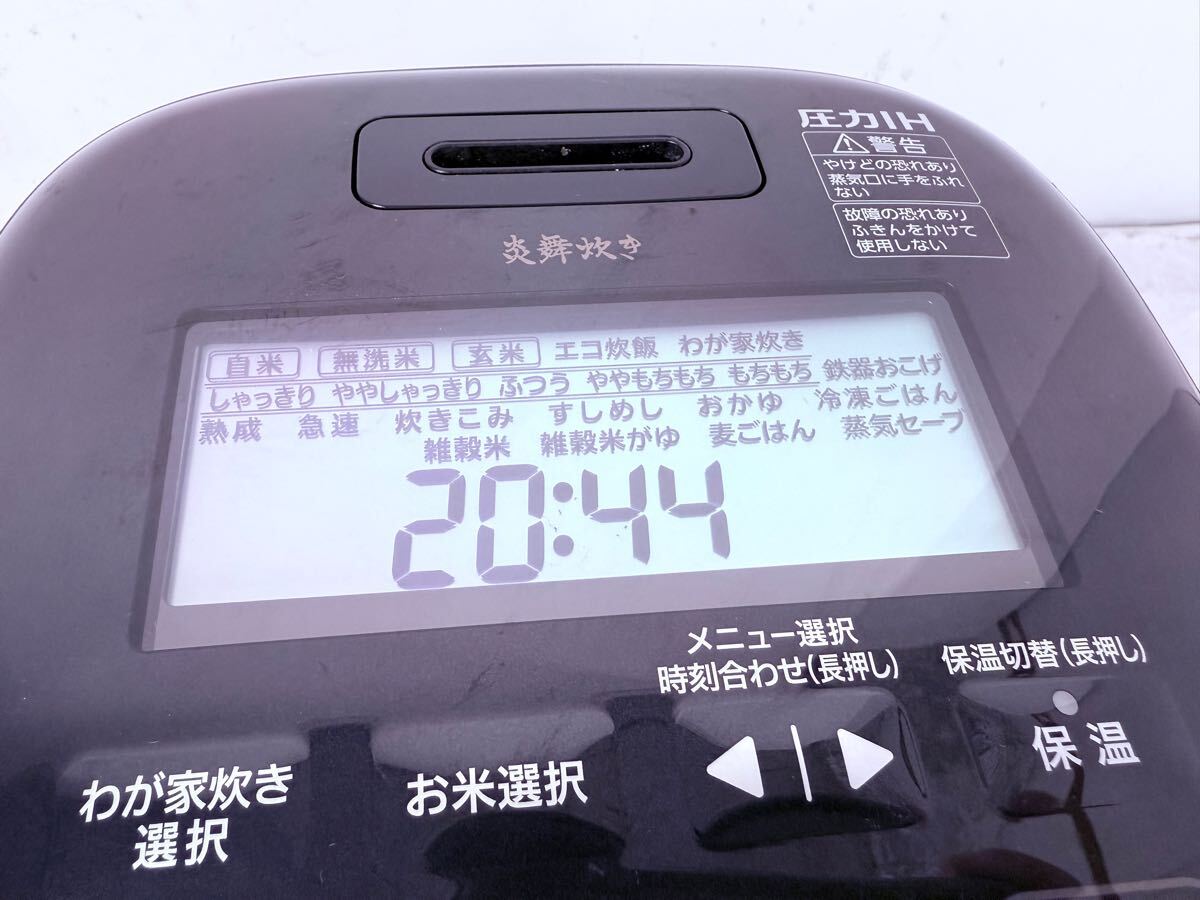 圧力IH
警告
やけどの恐れあり
蒸気口に手をふれ
ない
故障の恐れあり
ふきんをかけて
使用しない
炎舞炊き
白米 無洗米 玄米 エコ炊飯 わが家炊き
しゃっきり ややしゃっきり ふつう ややもちもち もちもち 鉄器おこげ
熟成 急速 炊きこみ すしめし おかゆ 冷凍ごはん
雑穀米 雑穀米がゆ 麦ごはん 蒸気セーブ
20:44
メニュー選択
時刻合わせ(長押し)
保温切替(長押し)
わが家炊き
選択
お米選択
保温